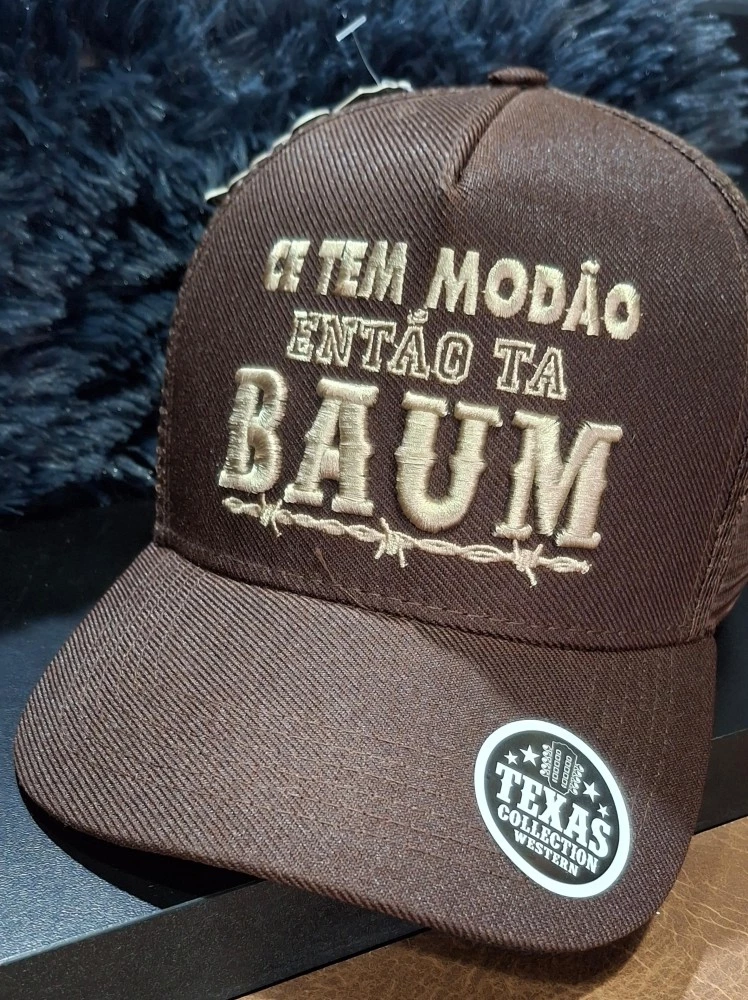 CE TEM MODÃO
ENTÃO TA
BAUM
TEXAS
COLLECTION
WESTERN